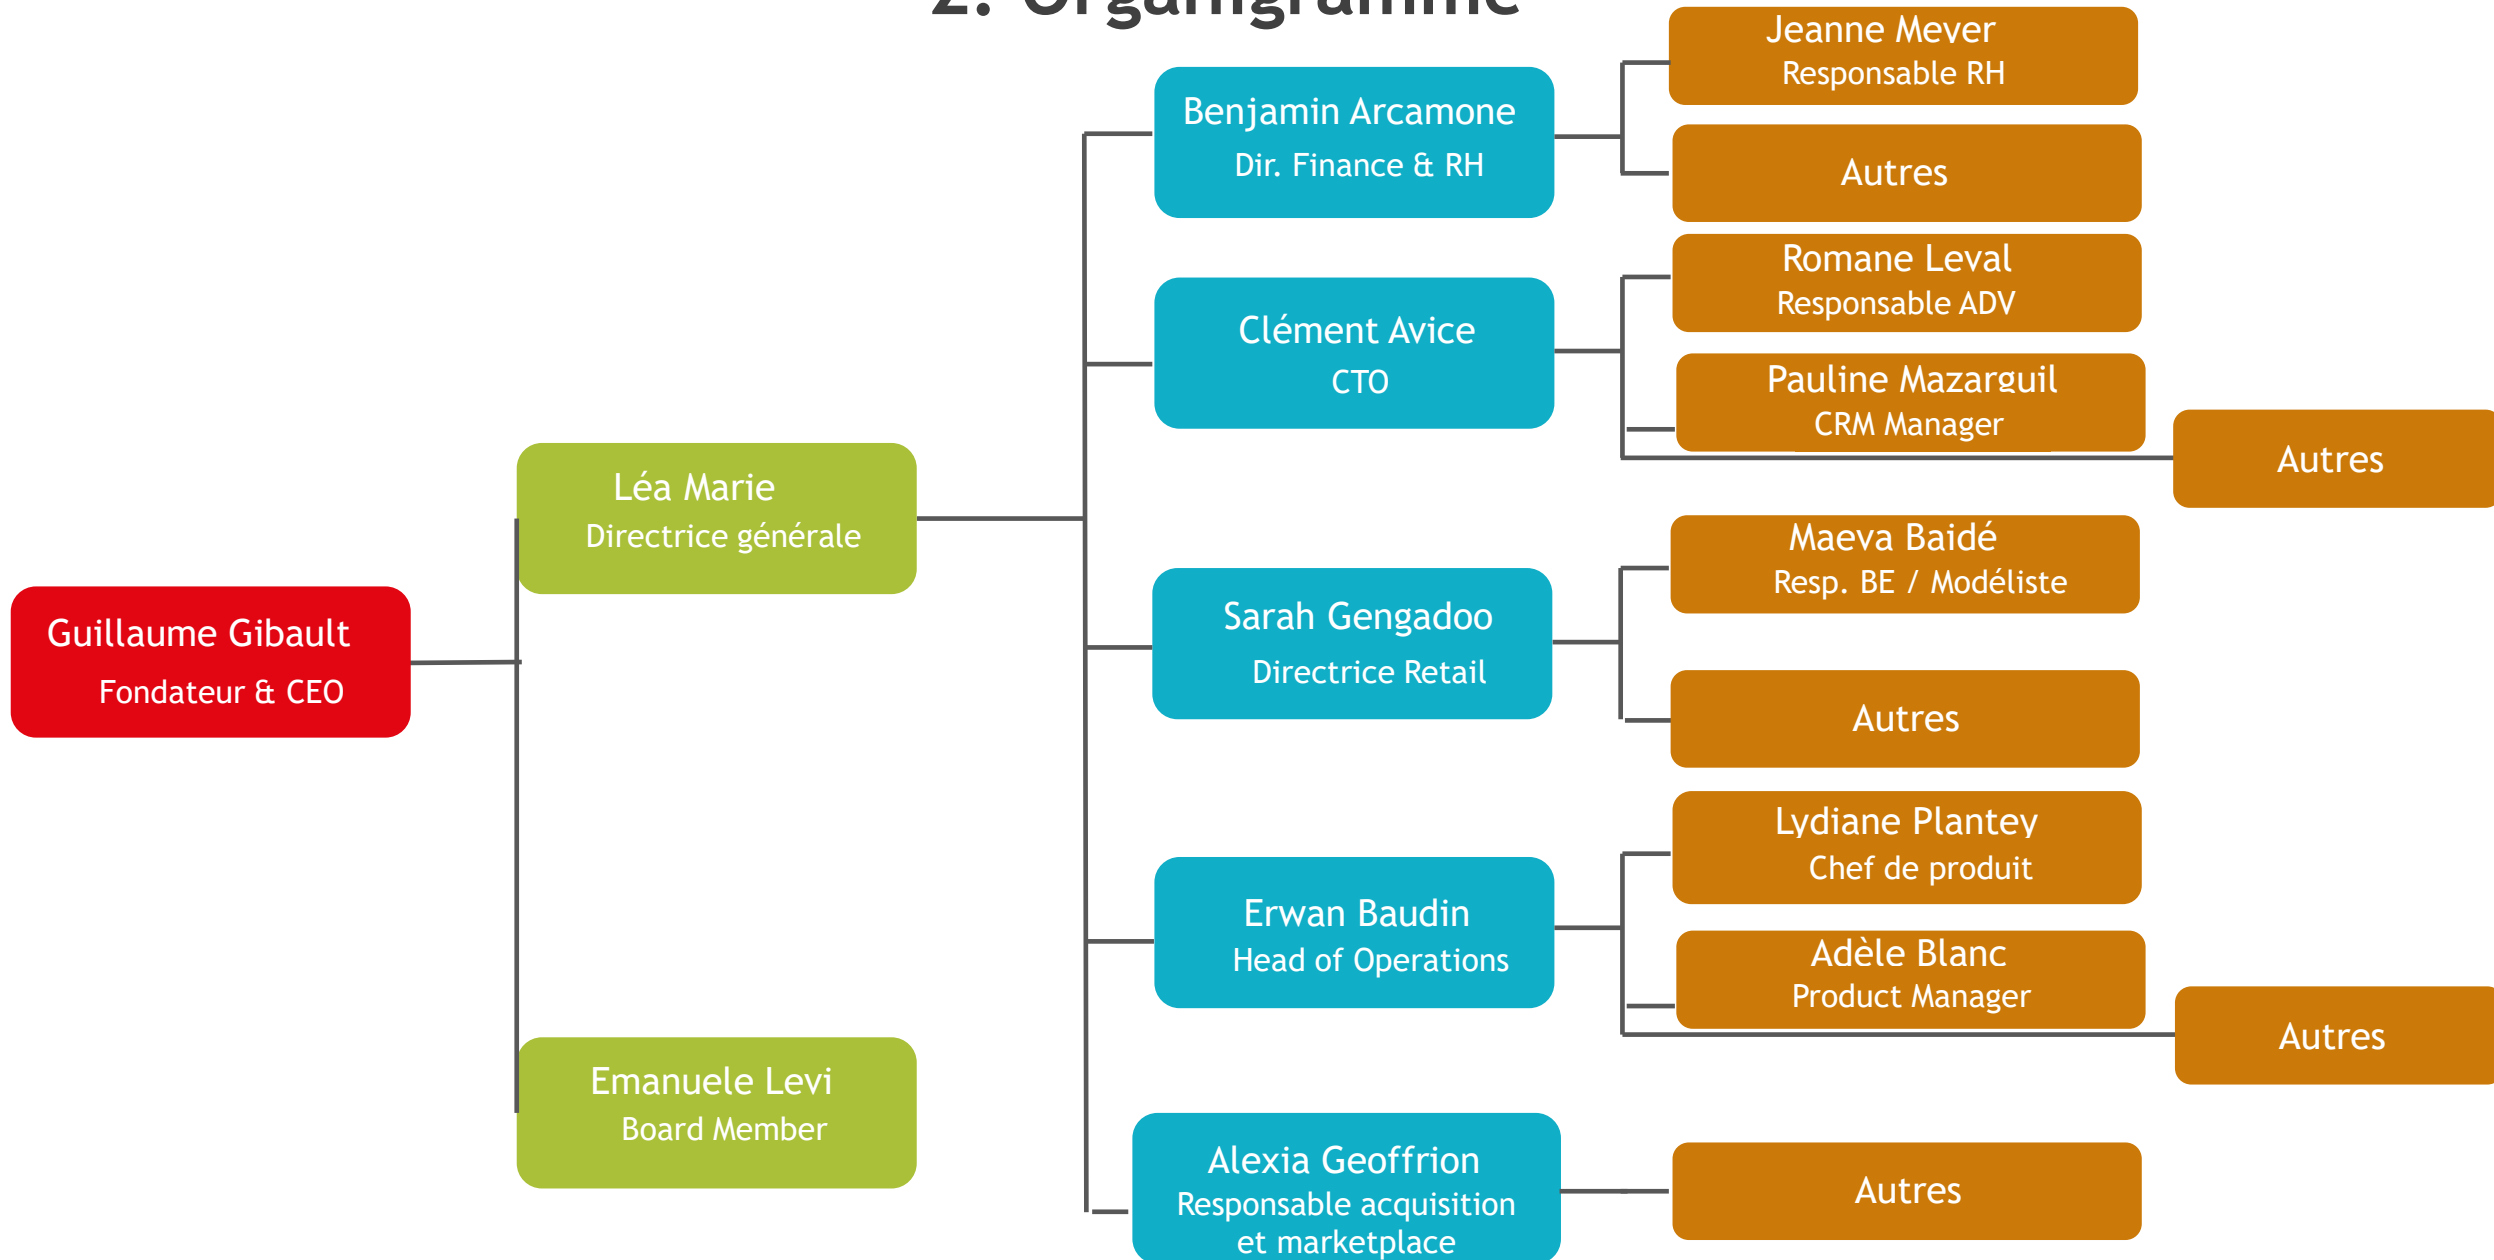 2. Organigramme
Guillaume Gibault
Fondateur & CEO
Léa Marie
Directrice générale
Emanuele Levi
Board Member
Benjamin Arcamone
Dir. Finance & RH
Clément Avice
CTO
Sarah Gengadoo
Directrice Retail
Erwan Baudin
Head of Operations
Alexia Geoffrion
Responsable acquisition
et marketplace
Jeanne Meyer
Responsable RH
Autres
Romane Leval
Responsable ADV
Pauline Mazarguil
CRM Manager
Autres
Maeva Baidé
Resp. BE / Modéliste
Autres
Lydiane Plantey
Chef de produit
Adèle Blanc
Product Manager
Autres
Autres